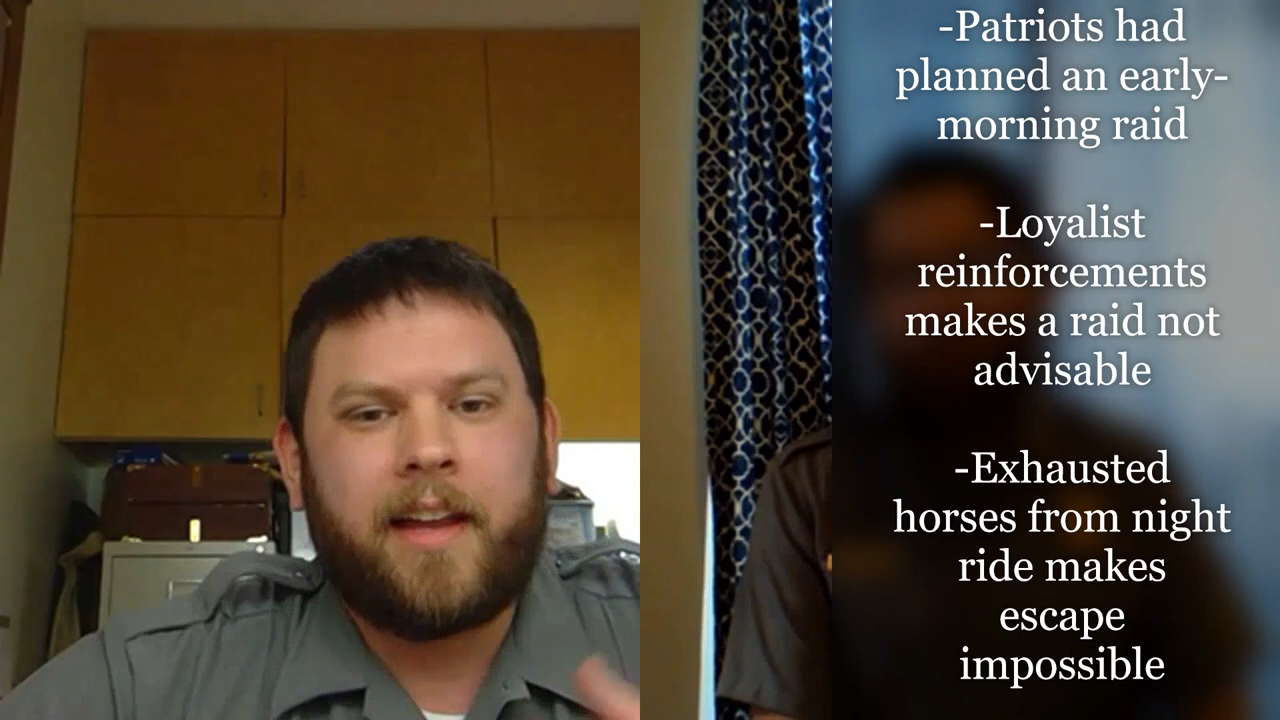 -Patriots had
planned an early-
morning raid
-Loyalist
reinforcements
makes a raid not
advisable
-Exhausted
horses from night
ride makes
escape
impossible